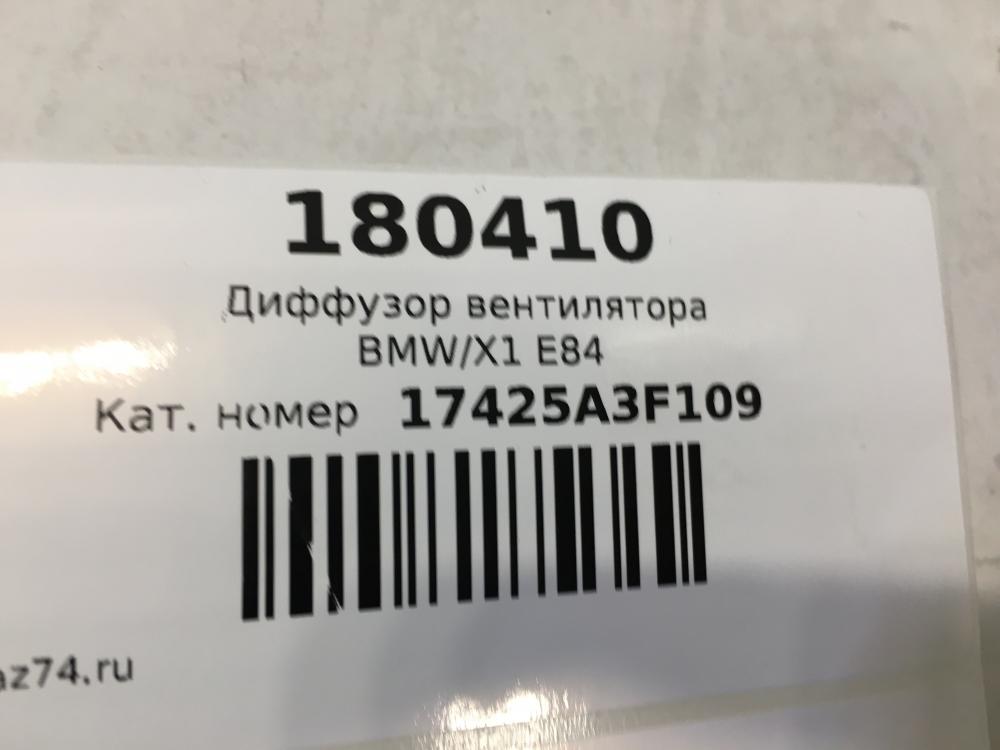 180410
Диффузор вентилятора
BMW/X1 E84
Кат. номер 17425A3F109
az74.ru